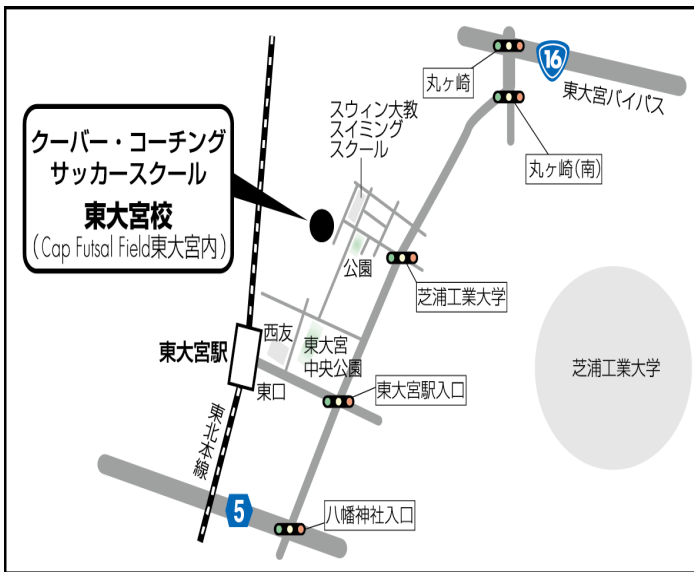 丸ヶ崎
16
東大宮バイパス
スウィン大教
スイミング
スクール
丸ヶ崎(南)
クーバー・コーチング
サッカースクール
東大宮校
(Cap Futsal Field東大宮内)
公園
芝浦工業大学
西友
東大宮
中央公園
東大宮駅
芝浦工業大学
東口
東大宮駅入口
東北本線
5
八幡神社入口